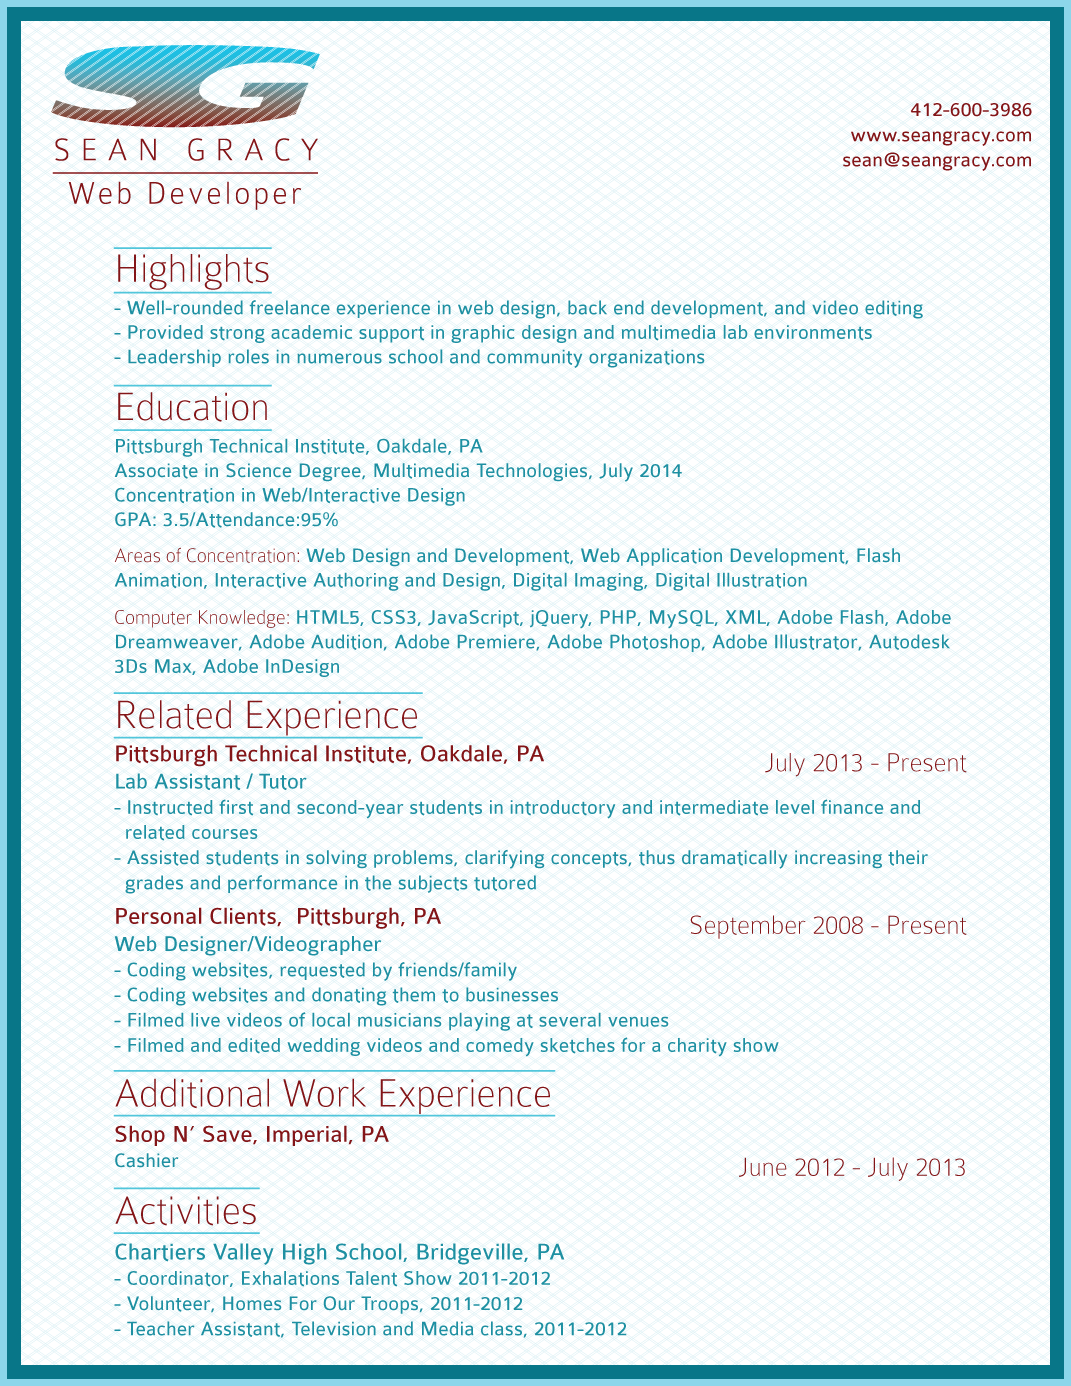 SG
SEAN GRACY
Web Developer
412-600-3986
www.seangracy.com
sean@seangracy.com
Highlights
- Well-rounded freelance experience in web design, back end development, and video editing
- Provided strong academic support in graphic design and multimedia lab environments
- Leadership roles in numerous school and community organizations
Education
Pittsburgh Technical Institute, Oakdale, PA
Associate in Science Degree, Multimedia Technologies, July 2014
Concentration in Web/Interactive Design
GPA: 3.5/Attendance:95%
Areas of Concentration: Web Design and Development, Web Application Development, Flash
Animation, Interactive Authoring and Design, Digital Imaging, Digital Illustration
Computer Knowledge: HTML5, CSS3, JavaScript, jQuery, PHP, MySQL, XML, Adobe Flash, Adobe
Dreamweaver, Adobe Audition, Adobe Premiere, Adobe Photoshop, Adobe Illustrator, Autodesk
3Ds Max, Adobe InDesign
Related Experience
Pittsburgh Technical Institute, Oakdale, PA
July 2013 - Present
Lab Assistant / Tutor
- Instructed first and second-year students in introductory and intermediate level finance and
related courses
- Assisted students in solving problems, clarifying concepts, thus dramatically increasing their
grades and performance in the subjects tutored
Personal Clients,  Pittsburgh, PA
September 2008 - Present
Web Designer/Videographer
- Coding websites, requested by friends/family
- Coding websites and donating them to businesses
- Filmed live videos of local musicians playing at several venues
- Filmed and edited wedding videos and comedy sketches for a charity show
Additional Work Experience
Shop N' Save, Imperial, PA
Cashier
June 2012 - July 2013
Activities
Chartiers Valley High School, Bridgeville, PA
- Coordinator, Exhalations Talent Show 2011-2012
- Volunteer, Homes For Our Troops, 2011-2012
- Teacher Assistant, Television and Media class, 2011-2012